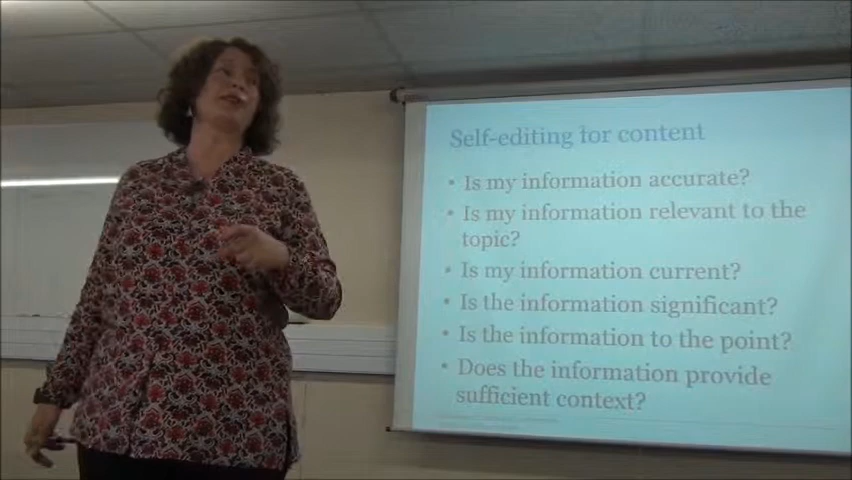 Self-editing for content
• Is my information accurate?
• Is my information relevant to the
topic?
• Is my information current?
• Is the information significant?
• Is the information to the point?
• Does the information provide
sufficient context?